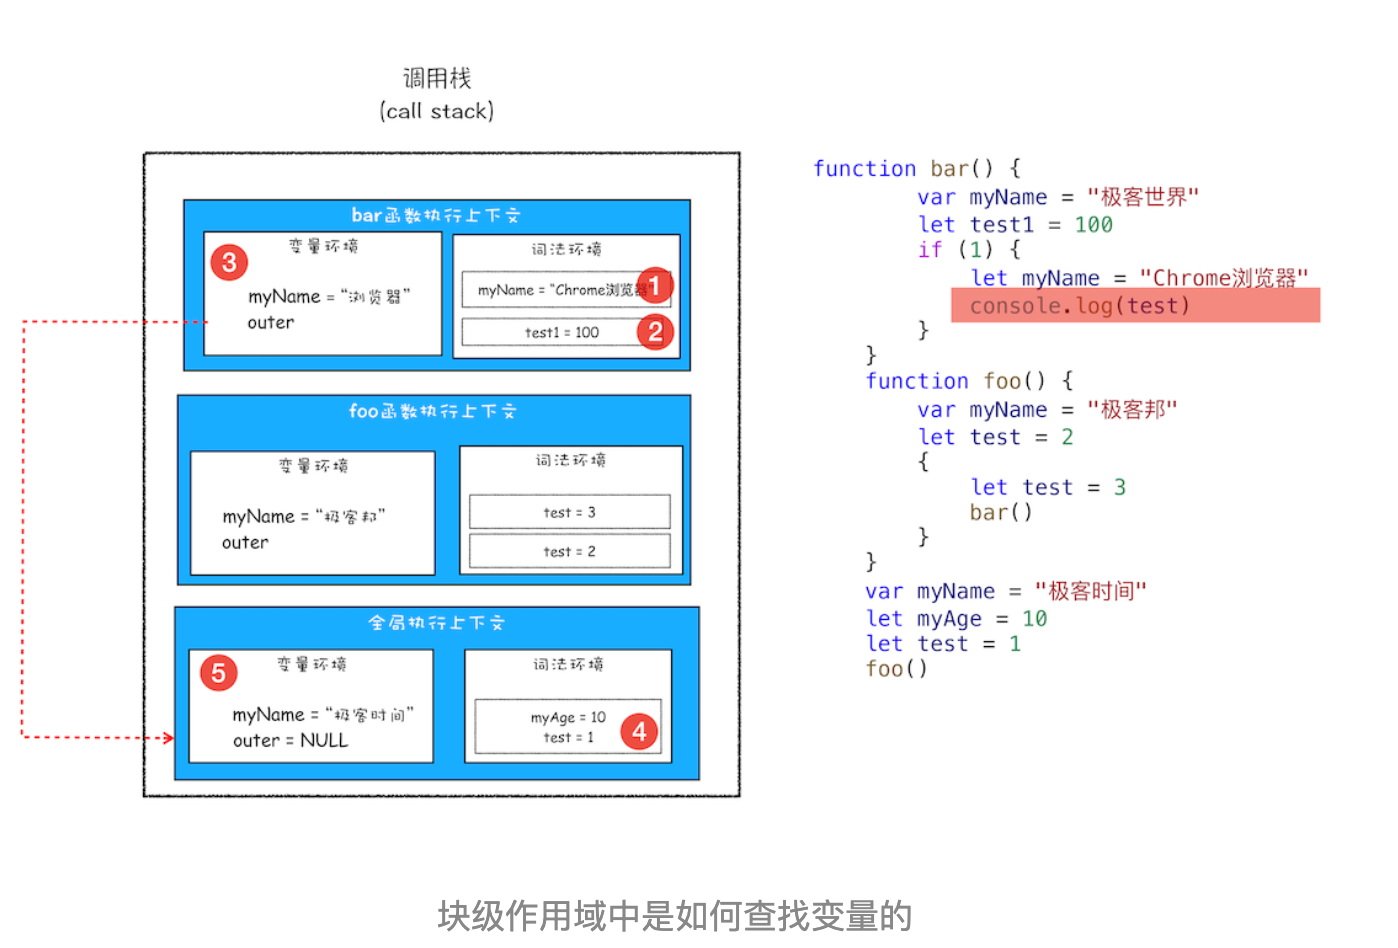 调用栈
(call stack)
bar函数执行上下文
变量环境
3
myName = “浏览器”
outer
词法环境
myName = “Chrome浏览器”
1
test1 = 100
2
foo函数执行上下文
变量环境
myName = “极客邦”
outer
词法环境
test = 3
test = 2
全局执行上下文
变量环境
5
myName = “极客时间”
outer = NULL
词法环境
myAge = 10
test = 1
4
function bar() {
var myName = "极客世界"
let test1 = 100
if (1) {
let myName = "Chrome浏览器"
console.log(test)
}
}
function foo() {
var myName = "极客邦"
let test = 2
{
let test = 3
bar()
}
}
var myName = "极客时间"
let myAge = 10
let test = 1
foo()
块级作用域中是如何查找变量的